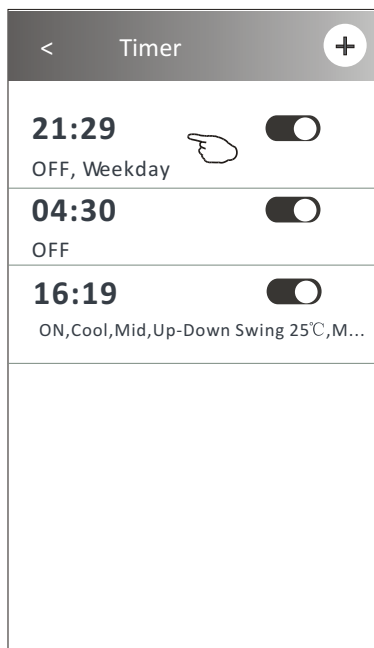 < Timer +
21:29
OFF, Weekday
04:30
OFF
16:19
ON,Cool,Mid,Up-Down Swing 25℃,M...